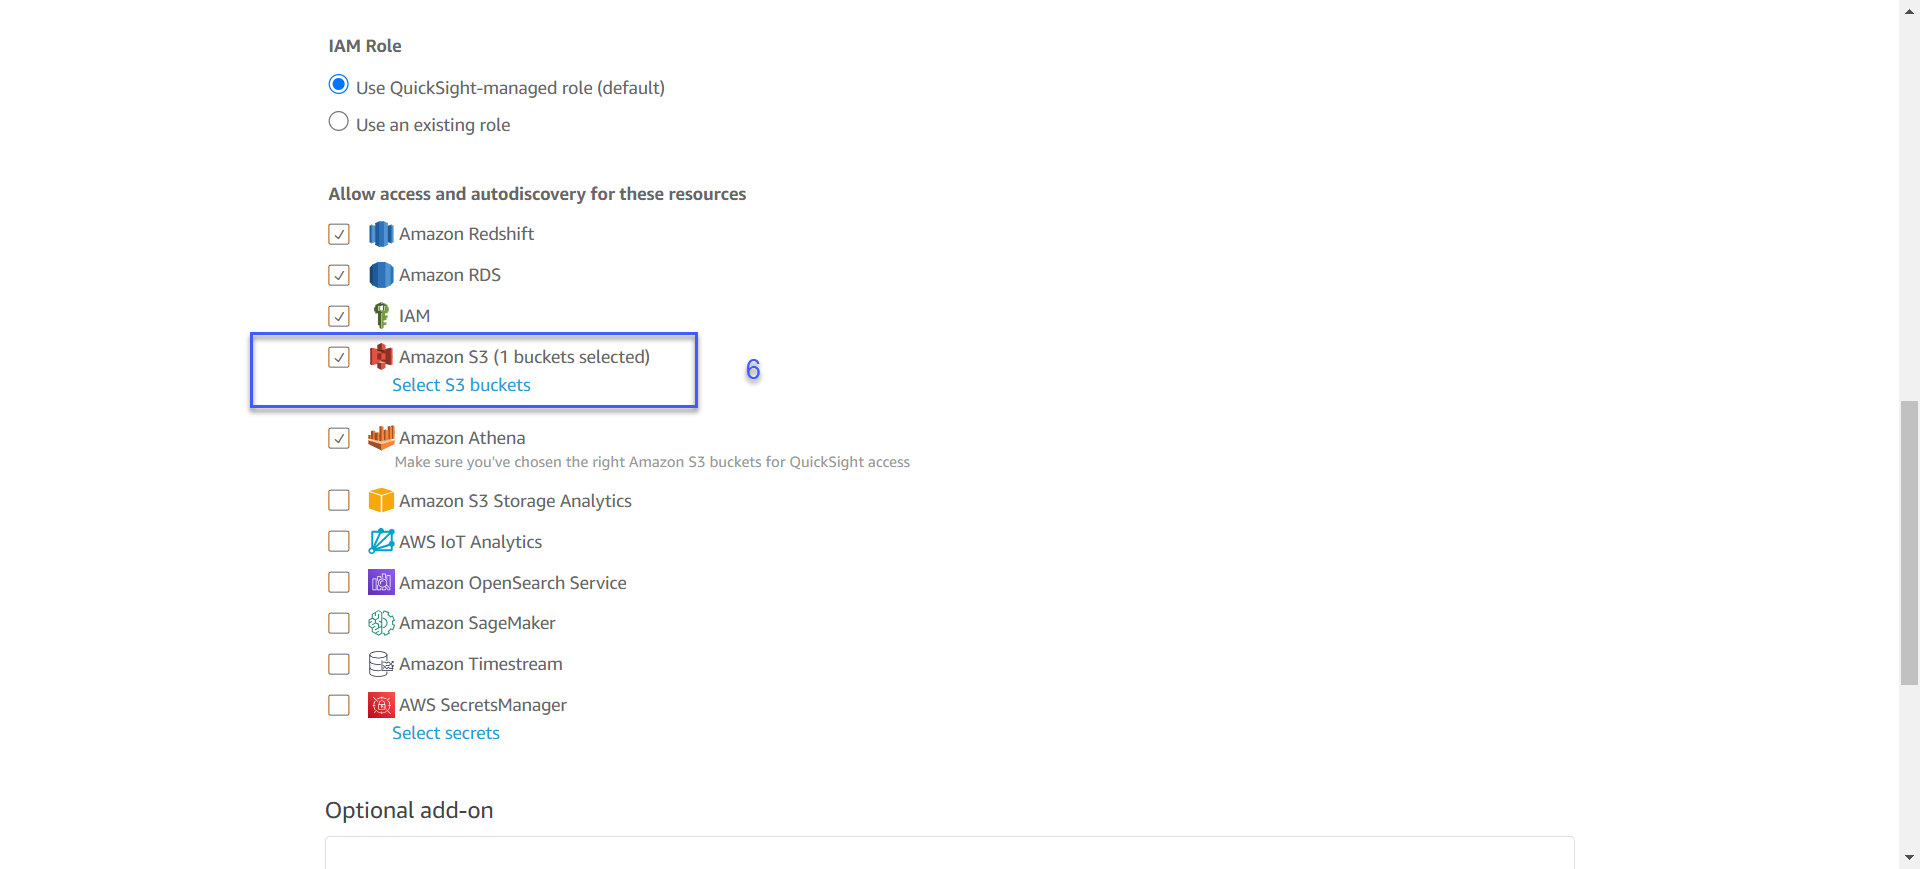 IAM Role
Use QuickSight-managed role (default)
Use an existing role
Allow access and autodiscovery for these resources
Amazon Redshift
Amazon RDS
IAM
Amazon S3 (1 buckets selected)
6
Select S3 buckets
Amazon Athena
Make sure you've chosen the right Amazon S3 buckets for QuickSight access
Amazon S3 Storage Analytics
AWS IoT Analytics
Amazon OpenSearch Service
Amazon SageMaker
Amazon Timestream
AWS SecretsManager
Select secrets
Optional add-on